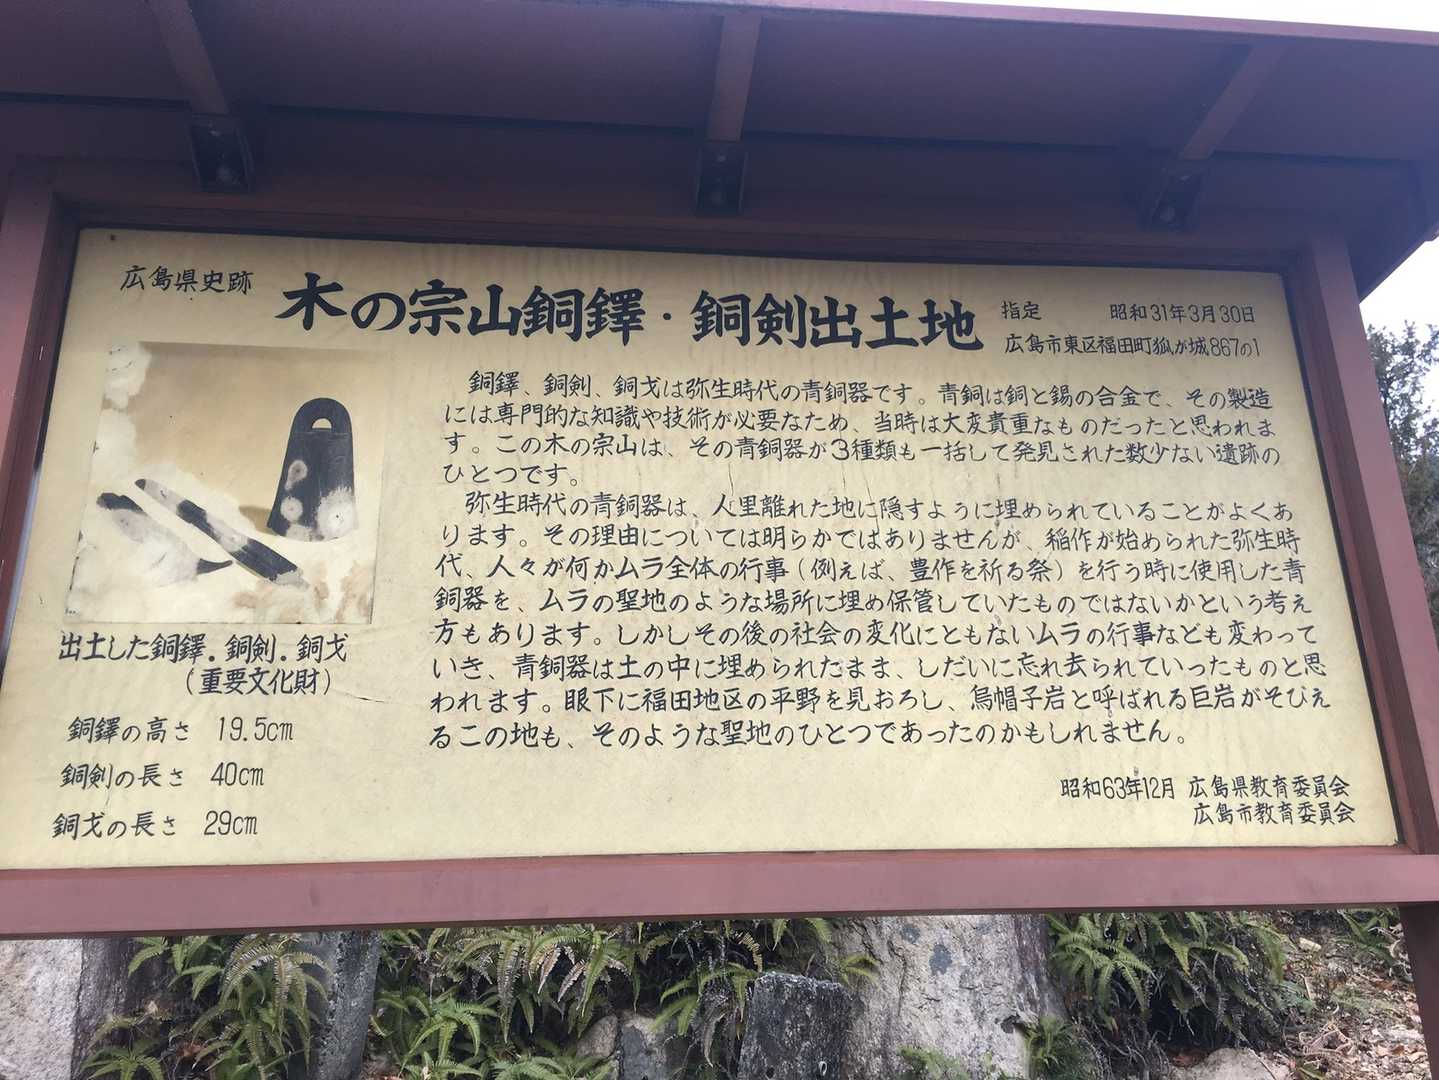 広島県史跡
木の宗山銅鐸・銅剣出土地
指定 昭和31年3月30日
広島市東区福田町狐が城867の1
銅鐸、銅剣、銅戈は弥生時代の青銅器です。青銅は銅と錫の合金で、その製造
には専門的な知識や技術が必要なため、当時は大変貴重なものだったと思われま
す。この木の宗山は、その青銅器が3種類も一括して発見された数少ない遺跡の
ひとつです。
弥生時代の青銅器は、人里離れた地に隠すように埋められていることがよくあ
ります。その理由については明らかではありませんが、稲作が始められた弥生時
代、人々が何かムラ全体の行事(例えば、豊作を祈る祭)を行う時に使用した青
銅器を、ムラの聖地のような場所に埋め保管していたものではないかという考え
方もあります。しかしその後の社会の変化にともないムラの行事なども変わって
いき、青銅器は土の中に埋められたまま、しだいに忘れ去られていったものと思
われます。眼下に福田地区の平野を見おろし、烏帽子岩と呼ばれる巨岩がそびえ
るこの地も、そのような聖地のひとつであったのかもしれません。
昭和63年12月 広島県教育委員会
広島市教育委員会
出土した銅鐸.銅剣.銅戈
(重要文化財)
銅鐸の高さ 19.5cm
銅剣の長さ 40cm
銅戈の長さ 29cm